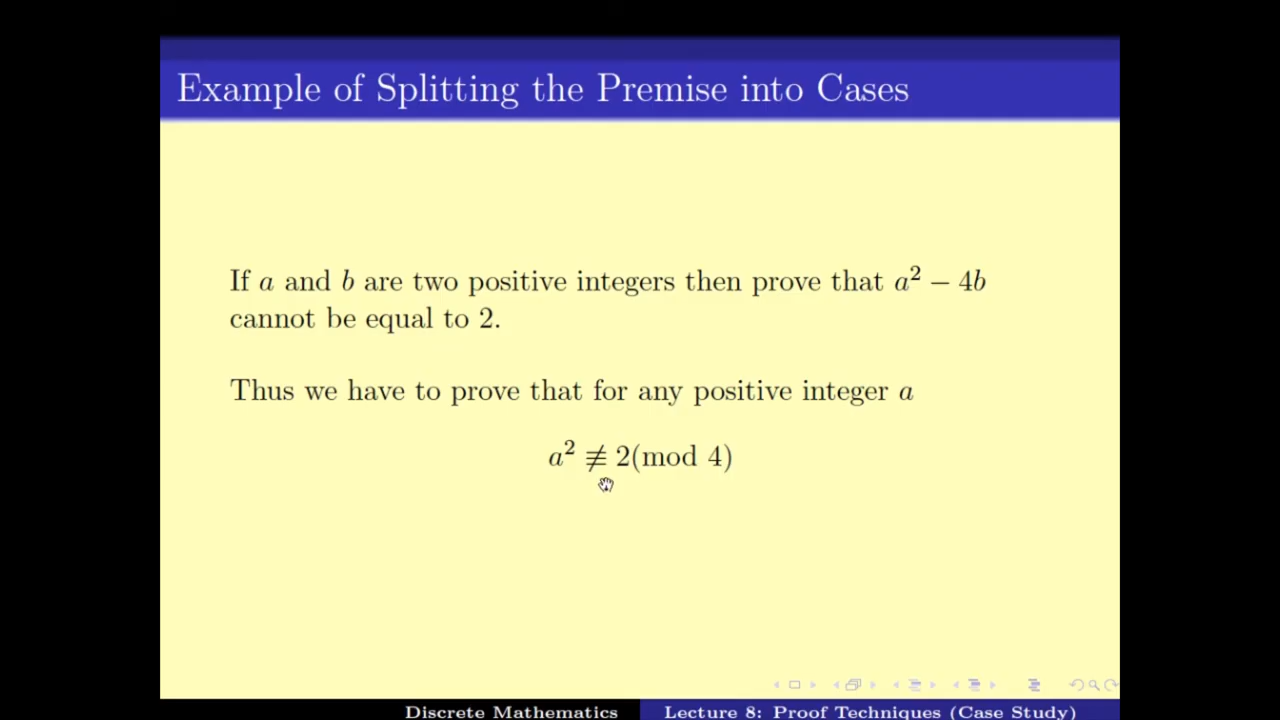 Example of Splitting the Premise into Cases
If a and b are two positive integers then prove that a² − 4b
cannot be equal to 2.
Thus we have to prove that for any positive integer a
a² ≢ 2(mod 4)
Discrete Mathematics
Lecture 8: Proof Techniques (Case Study)